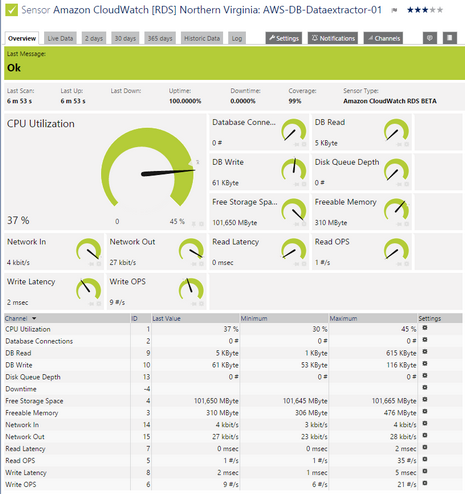 Sensor Amazon CloudWatch [RDS] Northern Virginia: AWS-DB-Dataextractor-01
Overview Live Data 2 days 30 days 365 days Historic Data Log Settings Notifications Channels
Last Message:
Ok
Last Scan: Last Up: Last Down: Uptime: Downtime: Coverage: Sensor Type:
6 m 53 s 6 m 53 s 100.0000% 0.0000% 99% Amazon CloudWatch RDS BETA
CPU Utilization
37 %
0 45 %
Database Conne...
0 #
DB Read
5 KByte
DB Write
61 KByte
Disk Queue Depth
0 #
Free Storage Spac...
101,650 MByte
Freeable Memory
310 MByte
Network In
4 kbit/s
Network Out
27 kbit/s
Read Latency
0 msec
Read OPS
1 #/s
Write Latency
2 msec
Write OPS
9 #/s
Channel ID Last Value Minimum Maximum Settings
CPU Utilization 1 37 % 30 % 45 %
Database Connections 2 0 # 0 # 0 #
DB Read 9 5 KByte 1 KByte 615 KByte
DB Write 10 61 KByte 53 KByte 116 KByte
Disk Queue Depth 13 0 # 0 # 0 #
Downtime -4
Free Storage Space 4 101,650 MByte 101,645 MByte 101,665 MByte
Freeable Memory 3 310 MByte 306 MByte 476 MByte
Network In 14 4 kbit/s 3 kbit/s 4 kbit/s
Network Out 15 27 kbit/s 23 kbit/s 28 kbit/s
Read Latency 7 0 msec 0 msec 2 msec
Read OPS 5 1 #/s 1 #/s 35 #/s
Write Latency 8 2 msec 1 msec 5 msec
Write OPS 6 9 #/s 6 #/s 21 #/s